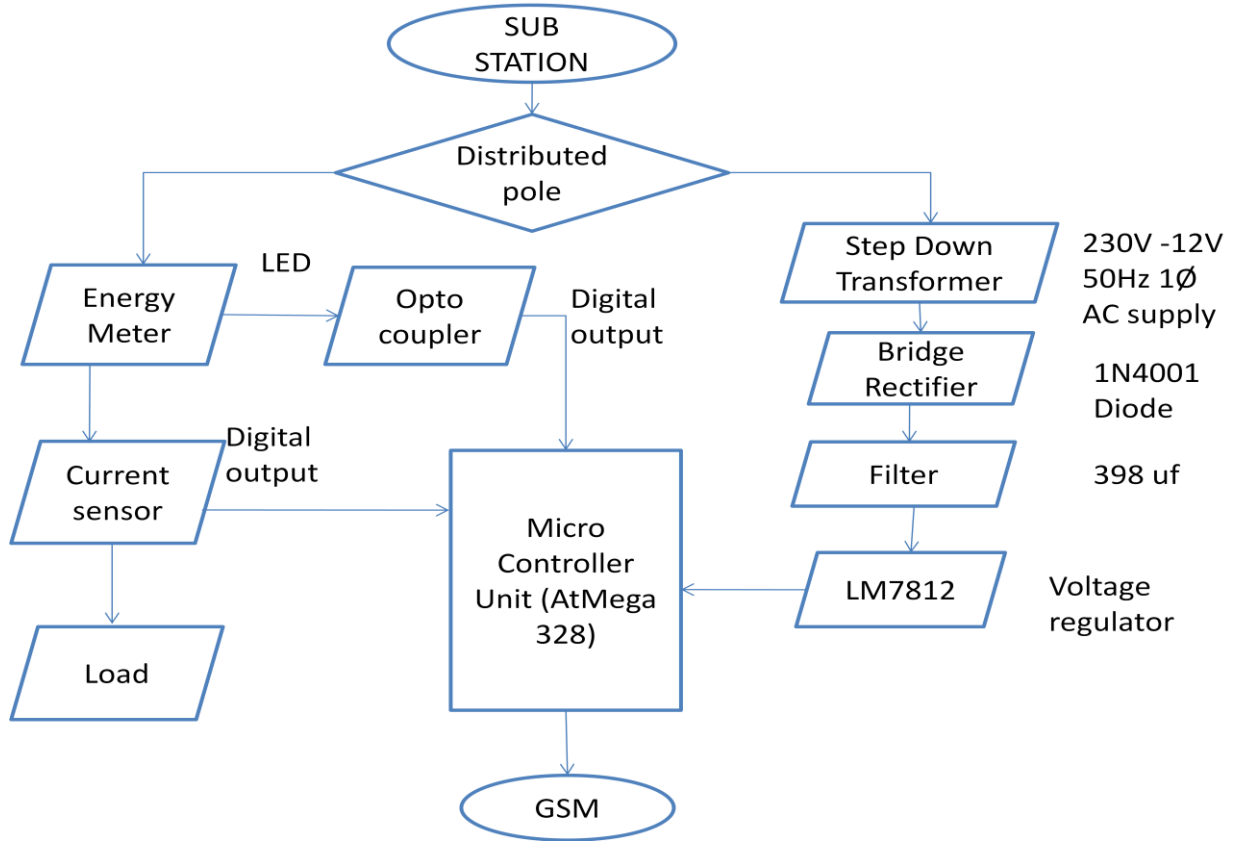 SUB
STATION
Distributed
pole
LED
Energy
Meter
Opto
coupler
Digital
output
Step Down
Transformer
230V -12V
50Hz 1Ø
AC supply
Bridge
Rectifier
1N4001
Diode
Current
sensor
Digital
output
Filter
398 uf
Micro
Controller
Unit (AtMega
328)
LM7812
Voltage
regulator
Load
GSM